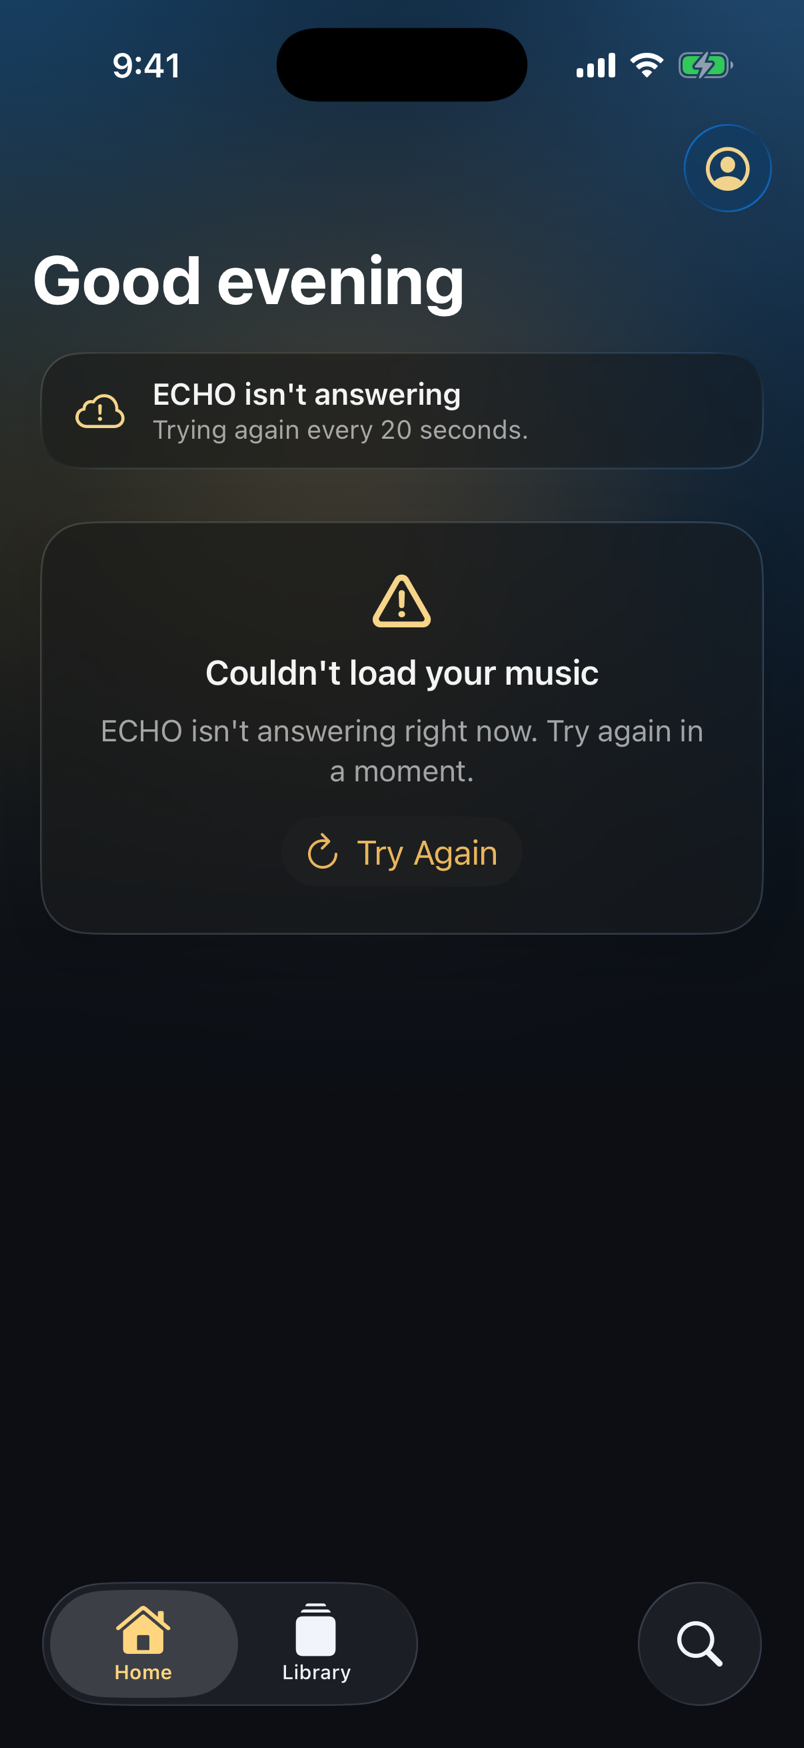 9:41
Good evening
ECHO isn't answering
Trying again every 20 seconds.
Couldn't load your music
ECHO isn't answering right now. Try again in
a moment.
Try Again
Home
Library